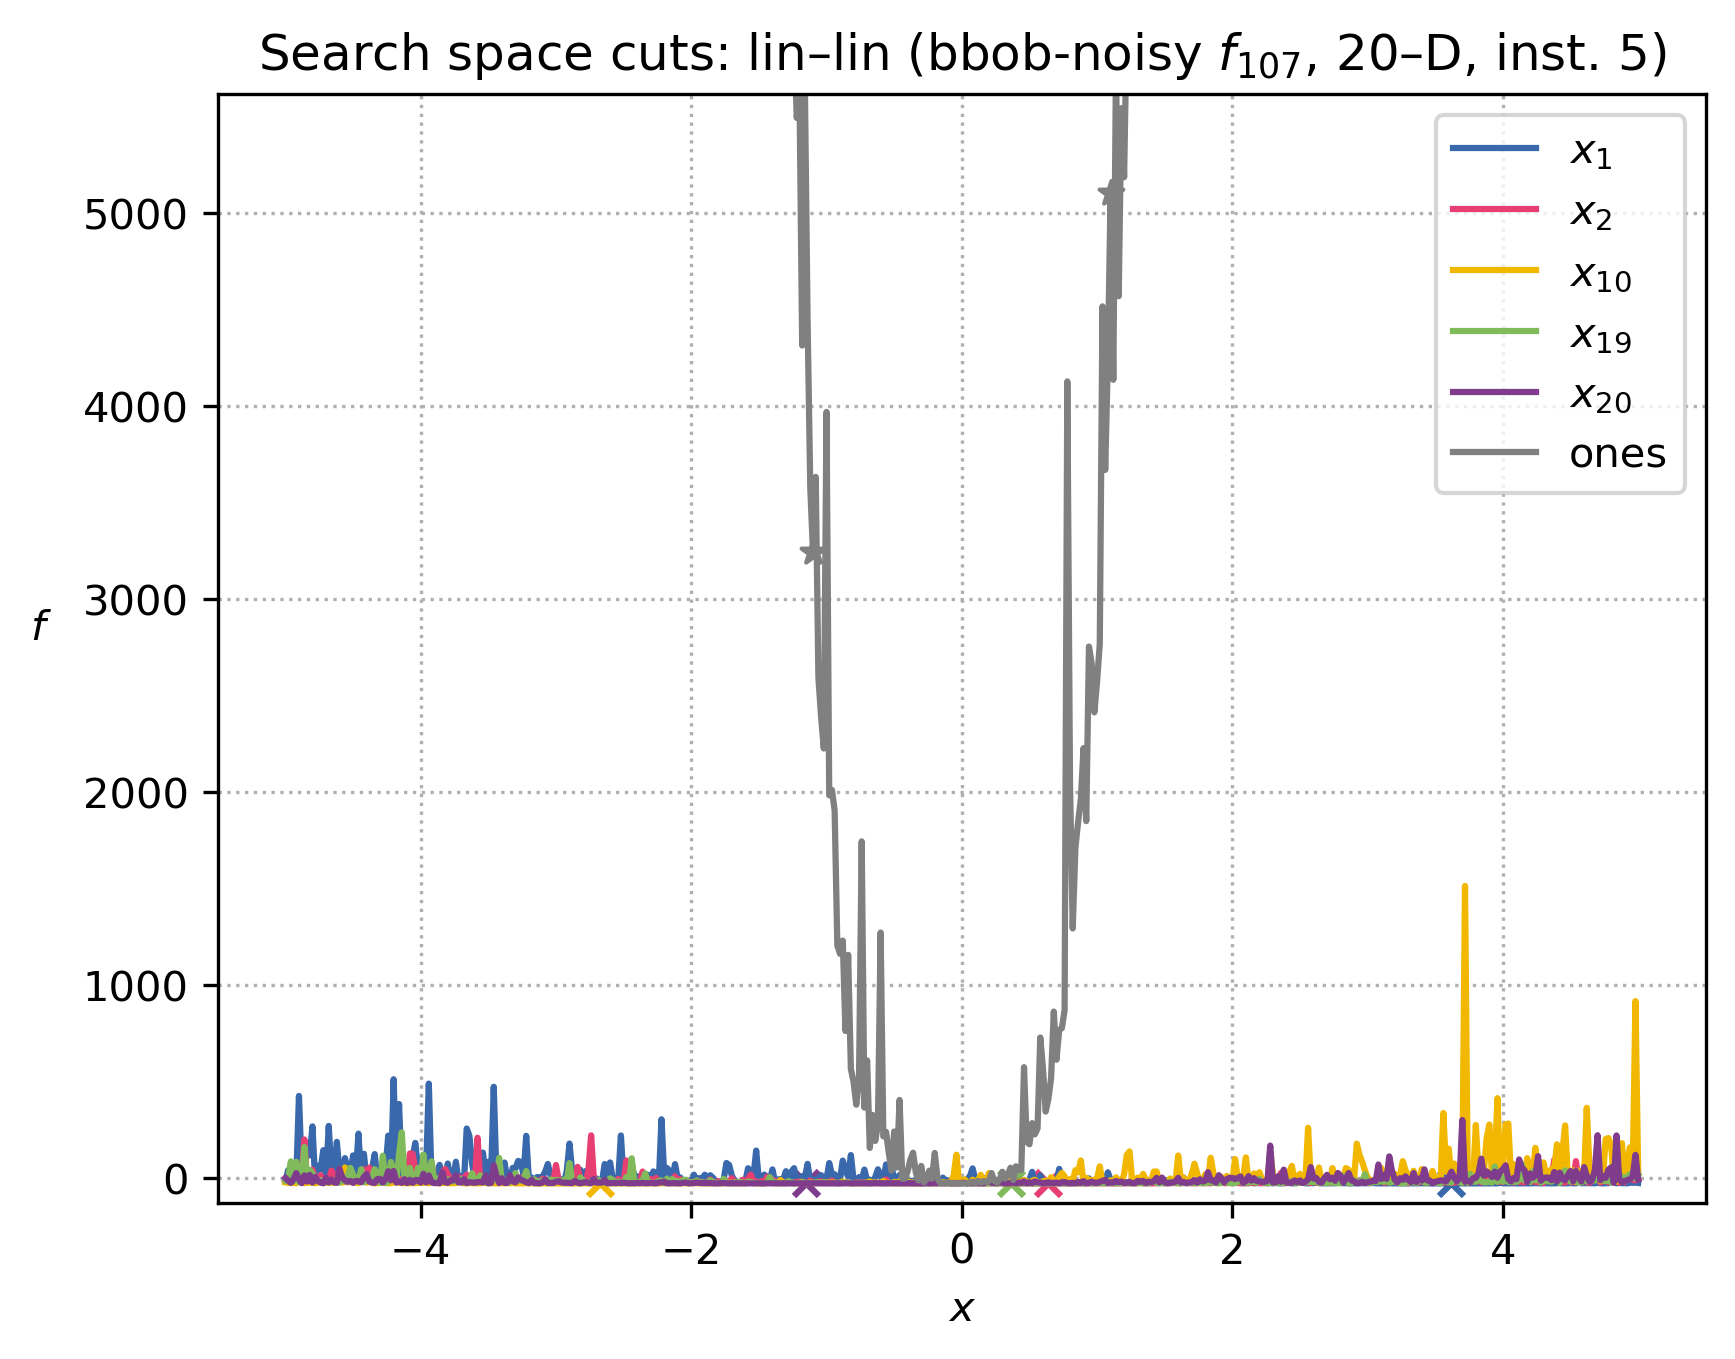 Search space cuts: lin–lin (bbob-noisy f₁₀₇, 20–D, inst. 5)
x₁
x₂
x₁₀
x₁₉
x₂₀
ones
5000
4000
3000
2000
1000
0
f
−4
−2
0
2
4
x